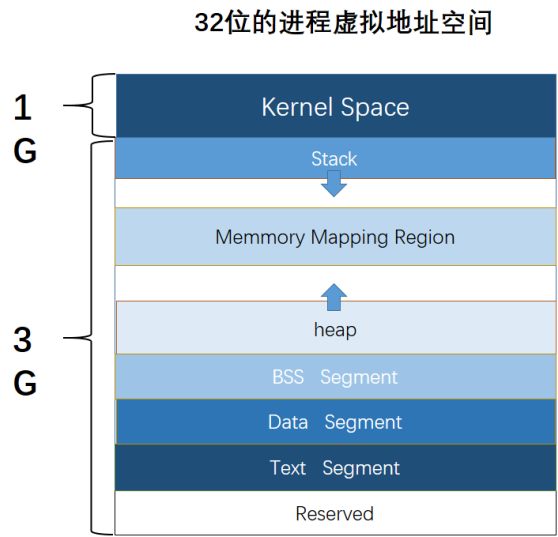 32位的进程虚拟地址空间
1
G
Kernel Space
Stack
Memmory Mapping Region
3
G
heap
BSS Segment
Data Segment
Text Segment
Reserved